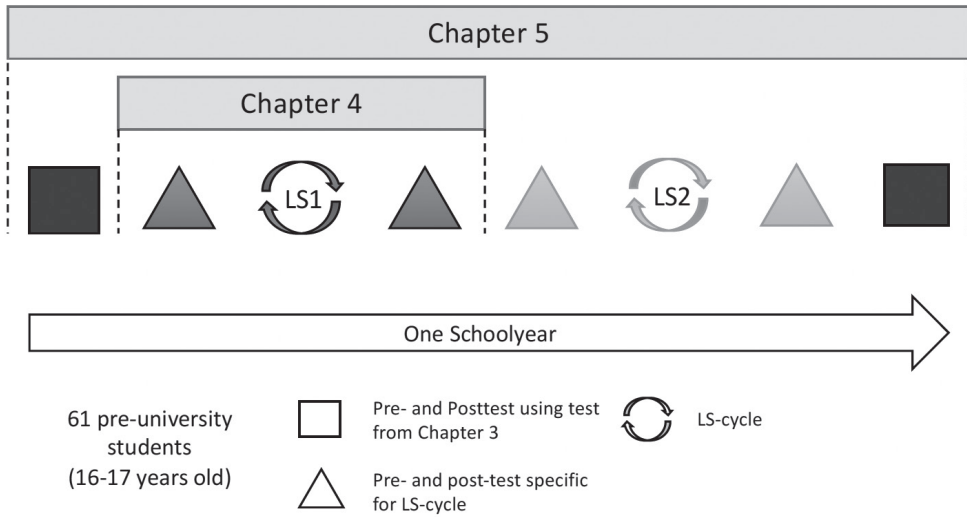 Chapter 5
Chapter 4
LS1
LS2
One Schoolyear
61 pre-university
students
(16-17 years old)
Pre- and Posttest using test
from Chapter 3
LS-cycle
Pre- and post-test specific
for LS-cycle